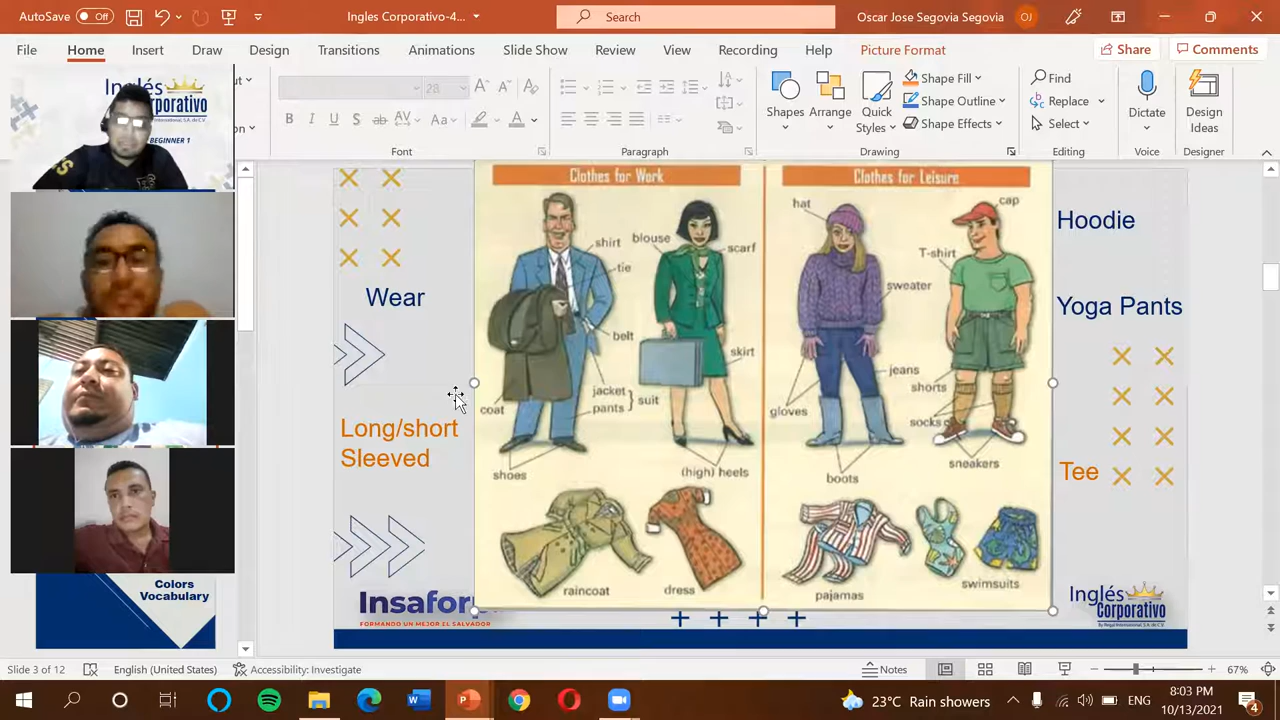 AutoSave Off
Ingles Corporativo-4...
Search
Oscar Jose Segovia Segovia
OJ
File
Home
Insert
Draw
Design
Transitions
Animations
Slide Show
Review
View
Recording
Help
Picture Format
Share
Comments
Shapes
Arrange
Quick
Styles
Shape Fill
Shape Outline
Shape Effects
Find
Replace
Select
Dictate
Design
Ideas
Font
Paragraph
Drawing
Editing
Voice
Designer
Inglés
Corporativo
BEGINNER 1
Colors
Vocabulary
Wear
Long/short
Sleeved
Clothes for Work
shirt
tie
belt
jacket
pants
suit
coat
shoes
blouse
scarf
skirt
(high) heels
raincoat
dress
Clothes for Leisure
hat
cap
T-shirt
sweater
jeans
shorts
gloves
socks
boots
sneakers
pajamas
swimsuits
Hoodie
Yoga Pants
Tee
Insafor
FORMANDO UN MEJOR EL SALVADOR
Inglés
Corporativo
Slide 3 of 12
English (United States)
Accessibility: Investigate
Notes
67%
23°C Rain showers
ENG
8:03 PM
10/13/2021
4